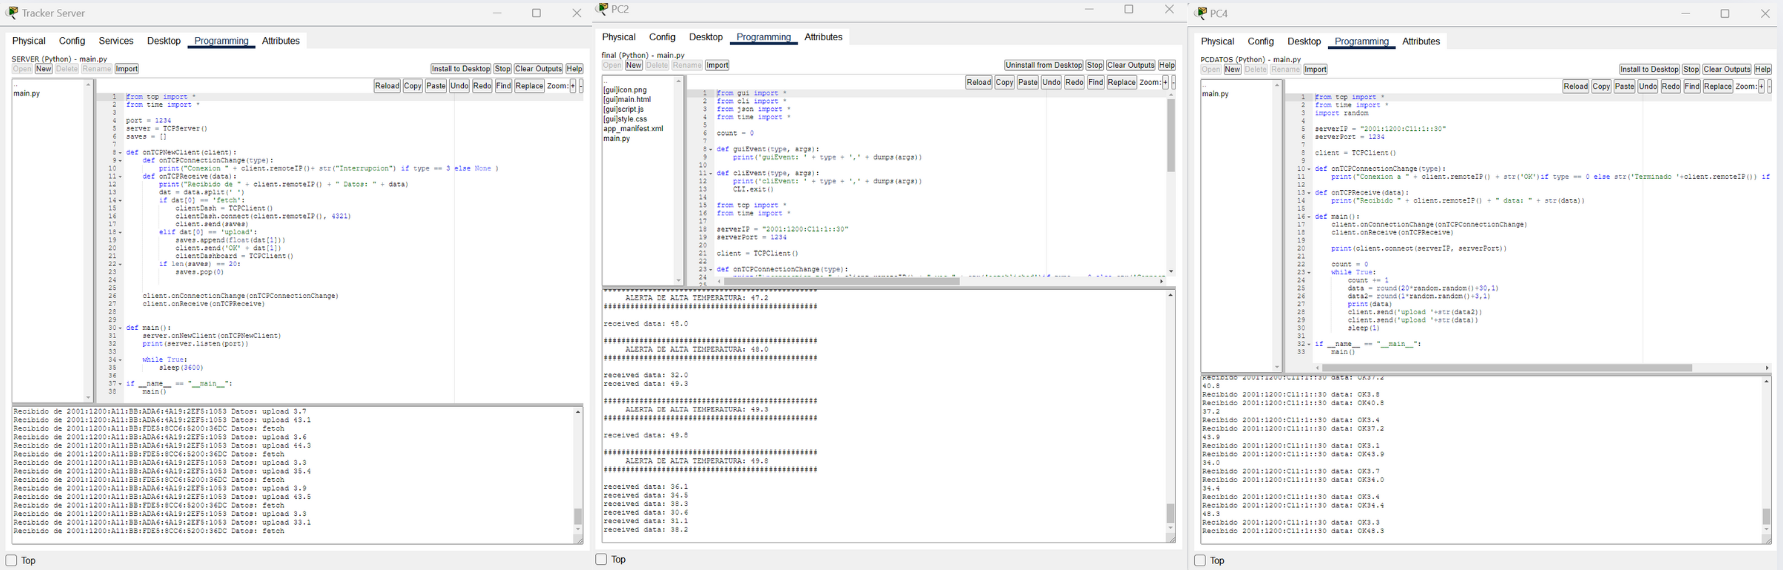 Tracker Server
Physical Config Services Desktop Programming Attributes
SERVER (Python) - main.py
Open New Delete Rename Import
Install to Desktop Stop Clear Outputs Help
Reload Copy Paste Undo Redo Find Replace Zoom: + -
..
main.py
1 from tcp import *
2 from time import *
3
4 port = 1234
5 server = TCPServer()
6 saves = []
7
8 def onTCPNewClient(client):
9 def onTCPConnectionChange(type):
10 print("Conexion " + client.remoteIP()+ str("Interrupcion") if type == 3 else None )
11 def onTCPReceive(data):
12 print("Recibido de " + client.remoteIP() + " Datos: " + data)
13 dat = data.split(" ")
14 if dat[0] == 'fetch':
15 clientDash = TCPClient()
16 clientDash.connect(client.remoteIP(), 4321)
17 client.send(saves)
18 elif dat[0] == 'upload':
19 saves.append(float(dat[1]))
20 client.send('OK' + dat[1])
21 clientDashboard = TCPClient()
22 if len(saves) == 20:
23 saves.pop(0)
24
25
26 client.onConnectionChange(onTCPConnectionChange)
27 client.onReceive(onTCPReceive)
28
29
30 def main():
31 server.onNewClient(onTCPNewClient)
32 print(server.listen(port))
33
34 while True:
35 sleep(3600)
36
37 if __name__ == "__main__":
38 main()
Recibido de 2001:1200:A11:BB:ADA6:4A19:2EF5:1053 Datos: upload 3.7
Recibido de 2001:1200:A11:BB:ADA6:4A19:2EF5:1053 Datos: upload 43.1
Recibido de 2001:1200:A11:BB:FDE5:8CC6:5200:36DC Datos: fetch
Recibido de 2001:1200:A11:BB:ADA6:4A19:2EF5:1053 Datos: upload 3.6
Recibido de 2001:1200:A11:BB:ADA6:4A19:2EF5:1053 Datos: upload 44.3
Recibido de 2001:1200:A11:BB:FDE5:8CC6:5200:36DC Datos: fetch
Recibido de 2001:1200:A11:BB:ADA6:4A19:2EF5:1053 Datos: upload 3.3
Recibido de 2001:1200:A11:BB:ADA6:4A19:2EF5:1053 Datos: upload 35.4
Recibido de 2001:1200:A11:BB:FDE5:8CC6:5200:36DC Datos: fetch
Recibido de 2001:1200:A11:BB:ADA6:4A19:2EF5:1053 Datos: upload 3.9
Recibido de 2001:1200:A11:BB:ADA6:4A19:2EF5:1053 Datos: upload 43.5
Recibido de 2001:1200:A11:BB:FDE5:8CC6:5200:36DC Datos: fetch
Recibido de 2001:1200:A11:BB:ADA6:4A19:2EF5:1053 Datos: upload 3.3
Recibido de 2001:1200:A11:BB:ADA6:4A19:2EF5:1053 Datos: upload 33.1
Recibido de 2001:1200:A11:BB:FDE5:8CC6:5200:36DC Datos: fetch
Top
PC2
Physical Config Desktop Programming Attributes
final (Python) - main.py
Open New Delete Rename Import
Uninstall from Desktop Stop Clear Outputs Help
Reload Copy Paste Undo Redo Find Replace Zoom: + -
..
[gui]icon.png
[gui]main.html
[gui]script.js
[gui]style.css
app_manifest.xml
main.py
1 from gui import *
2 from cli import *
3 from json import *
4 from time import *
5
6 count = 0
7
8 def guiEvent(type, args):
9 print('guiEvent: ' + type + ',' + dumps(args))
10
11 def cliEvent(type, args):
12 print('cliEvent: ' + type + ',' + dumps(args))
13 CLI.exit()
14
15 from tcp import *
16 from time import *
17
18 serverIP = "2001:1200:C11:1::30"
19 serverPort = 1234
20
21 client = TCPClient()
22
23 def onTCPConnectionChange(type):
##############################################
ALERTA DE ALTA TEMPERATURA: 47.2
##############################################
received data: 48.0
##############################################
ALERTA DE ALTA TEMPERATURA: 48.0
##############################################
received data: 32.0
received data: 49.3
##############################################
ALERTA DE ALTA TEMPERATURA: 49.3
##############################################
received data: 49.8
##############################################
ALERTA DE ALTA TEMPERATURA: 49.8
##############################################
received data: 36.1
received data: 34.5
received data: 38.3
received data: 30.6
received data: 31.1
received data: 38.2
Top
PC4
Physical Config Desktop Programming Attributes
PCDATOS (Python) - main.py
Open New Delete Rename Import
Install to Desktop Stop Clear Outputs Help
Reload Copy Paste Undo Redo Find Replace Zoom: + -
..
main.py
1 from tcp import *
2 from time import *
3 import random
4
5 serverIP = "2001:1200:C11:1::30"
6 serverPort = 1234
7
8 client = TCPClient()
9
10 def onTCPConnectionChange(type):
11 print("Conexion a " + client.remoteIP() + str('OK')if type == 0 else str('Terminado '+client.remoteIP()) if
12
13 def onTCPReceive(data):
14 print("Recibido " + client.remoteIP() + " data: " + str(data))
15
16 def main():
17 client.onConnectionChange(onTCPConnectionChange)
18 client.onReceive(onTCPReceive)
19
20 print(client.connect(serverIP, serverPort))
21
22 count = 0
23 while True:
24 count += 1
25 data = round(20*random.random()+30,1)
26 data2= round(1*random.random()+3,1)
27 print(data)
28 client.send('upload '+str(data2))
29 client.send('upload '+str(data))
30 sleep(1)
31
32 if __name__ == "__main__":
33 main()
Recibido 2001:1200:C11:1::30 data: OK37.2
40.8
Recibido 2001:1200:C11:1::30 data: OK3.8
Recibido 2001:1200:C11:1::30 data: OK40.8
37.2
Recibido 2001:1200:C11:1::30 data: OK3.4
Recibido 2001:1200:C11:1::30 data: OK37.2
43.9
Recibido 2001:1200:C11:1::30 data: OK3.1
Recibido 2001:1200:C11:1::30 data: OK43.9
34.0
Recibido 2001:1200:C11:1::30 data: OK3.7
Recibido 2001:1200:C11:1::30 data: OK34.0
34.4
Recibido 2001:1200:C11:1::30 data: OK3.4
Recibido 2001:1200:C11:1::30 data: OK34.4
48.3
Recibido 2001:1200:C11:1::30 data: OK3.3
Recibido 2001:1200:C11:1::30 data: OK48.3
Top